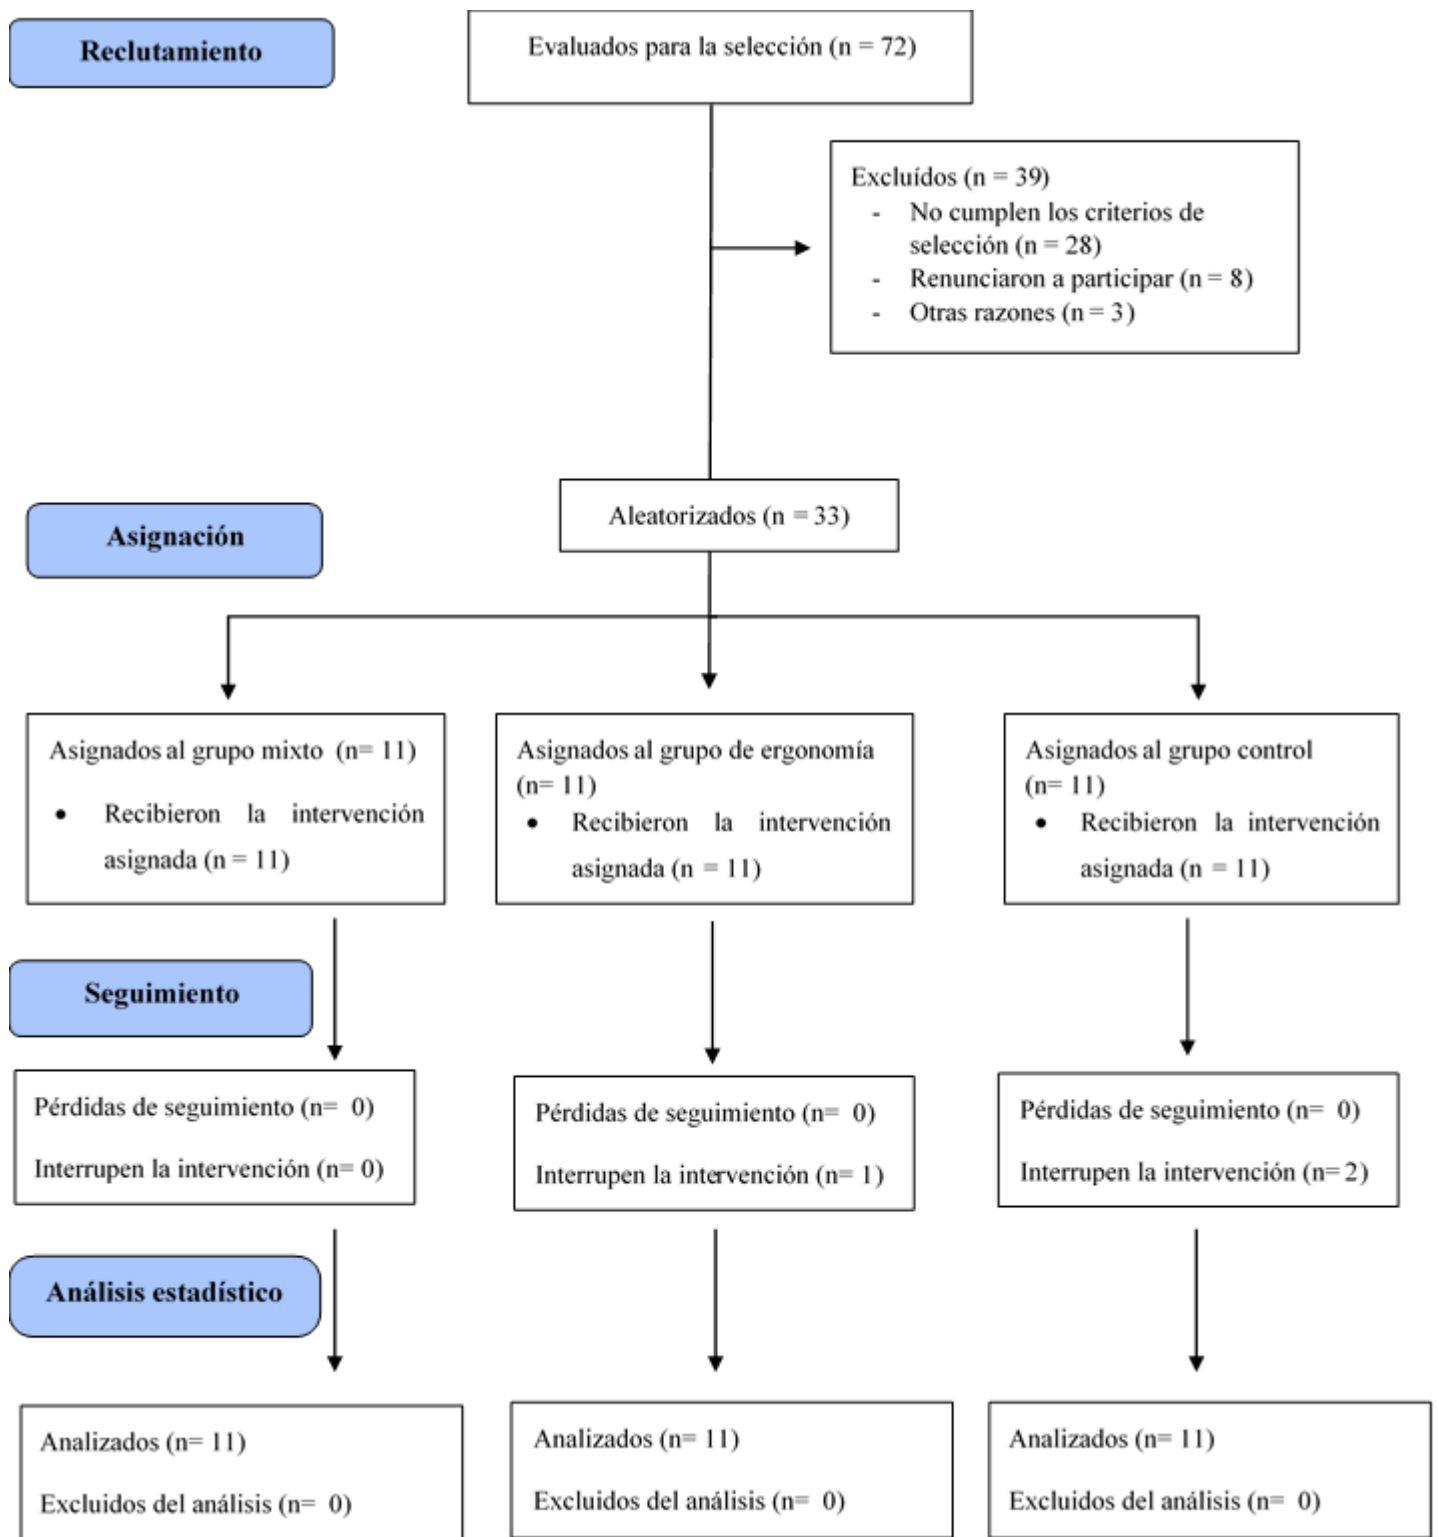 Reclutamiento
Evaluados para la selección (n = 72)
Excluídos (n = 39)
- No cumplen los criterios de
selección (n = 28)
- Renunciaron a participar (n = 8)
- Otras razones (n = 3)
Asignación
Aleatorizados (n = 33)
Asignados al grupo mixto (n= 11)
• Recibieron la intervención
asignada (n = 11)
Asignados al grupo de ergonomía
(n= 11)
• Recibieron la intervención
asignada (n = 11)
Asignados al grupo control
(n= 11)
• Recibieron la intervención
asignada (n = 11)
Seguimiento
Pérdidas de seguimiento (n= 0)
Interrupen la intervención (n= 0)
Pérdidas de seguimiento (n= 0)
Interrupen la intervención (n= 1)
Pérdidas de seguimiento (n= 0)
Interrupen la intervención (n= 2)
Análisis estadístico
Analizados (n= 11)
Excluidos del análisis (n= 0)
Analizados (n= 11)
Excluidos del análisis (n= 0)
Analizados (n= 11)
Excluidos del análisis (n= 0)